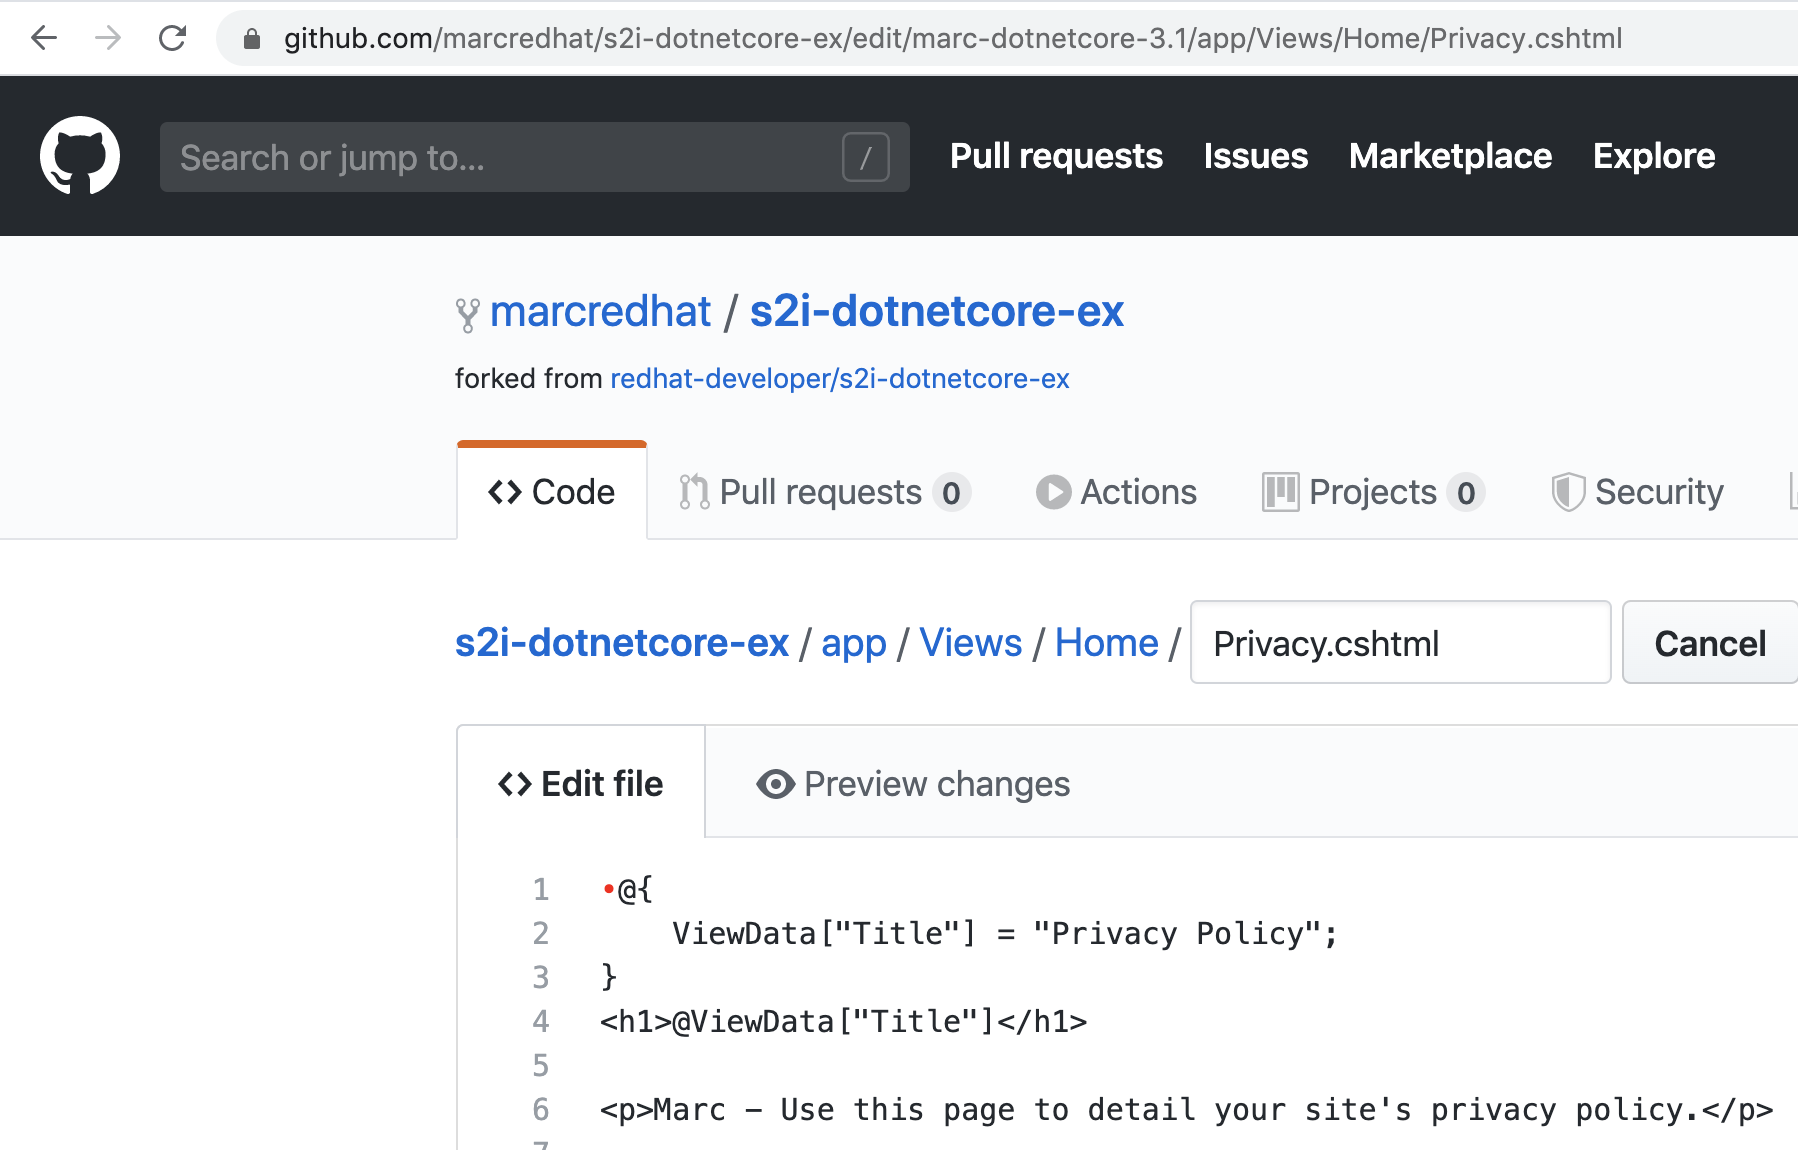 github.com/marcredhat/s2i-dotnetcore-ex/edit/marc-dotnetcore-3.1/app/Views/Home/Privacy.cshtml
Search or jump to... / Pull requests Issues Marketplace Explore
marcredhat / s2i-dotnetcore-ex
forked from redhat-developer/s2i-dotnetcore-ex
Code Pull requests 0 Actions Projects 0 Security
s2i-dotnetcore-ex / app / Views / Home / Privacy.cshtml Cancel
<> Edit file Preview changes
1 •@{
2     ViewData["Title"] = "Privacy Policy";
3 }
4 <h1>@ViewData["Title"]</h1>
5
6 <p>Marc – Use this page to detail your site's privacy policy.</p>
7